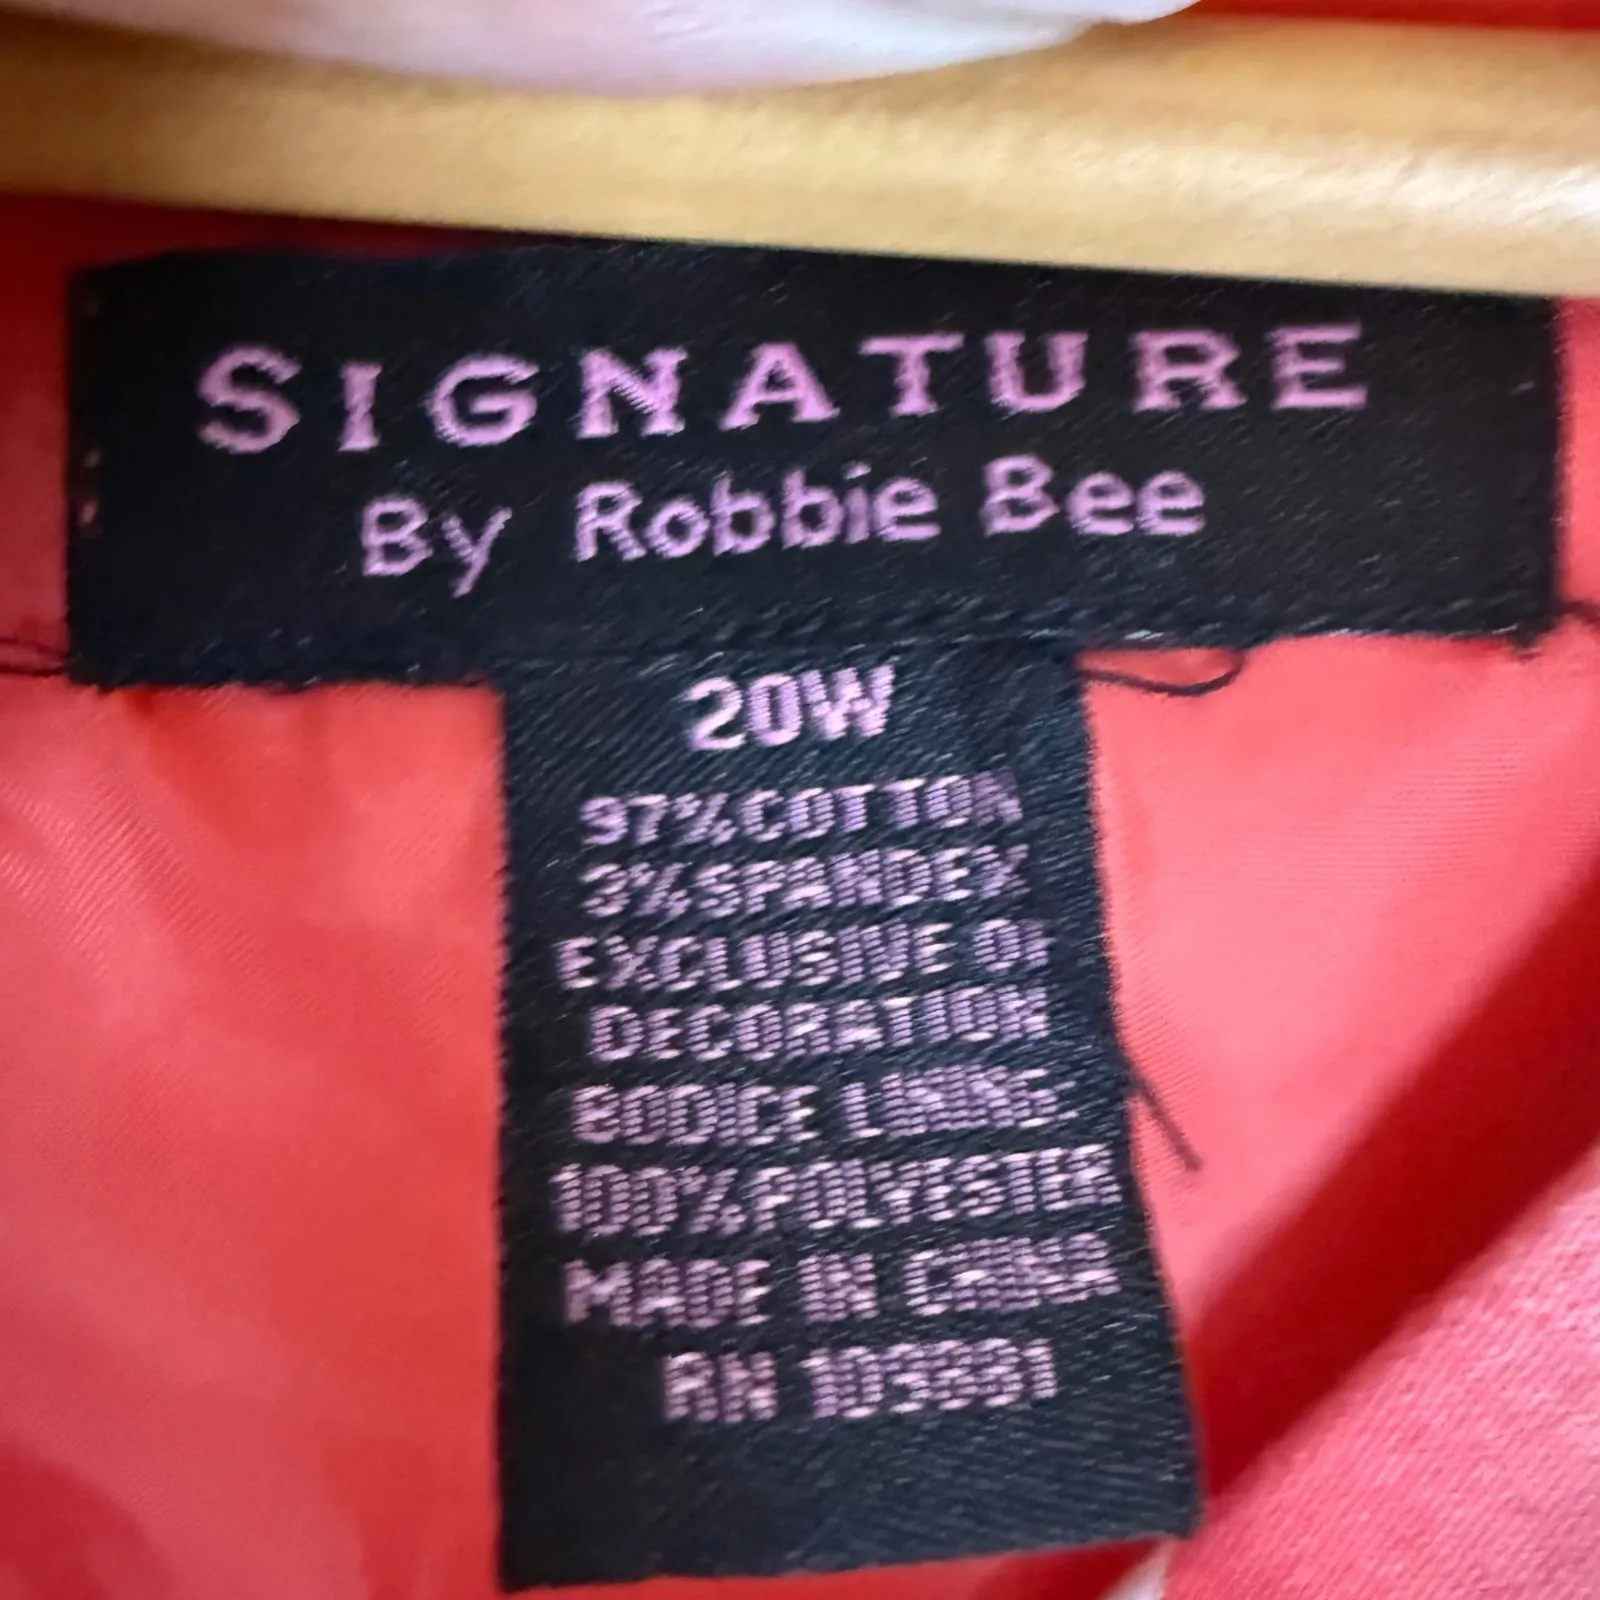 SIGNATURE
By Robbie Bee
20W
97%COTTON
3%SPANDEX
EXCLUSIVE OF
DECORATION
BODICE LINING:
100%POLYESTER
MADE IN CHINA
RN